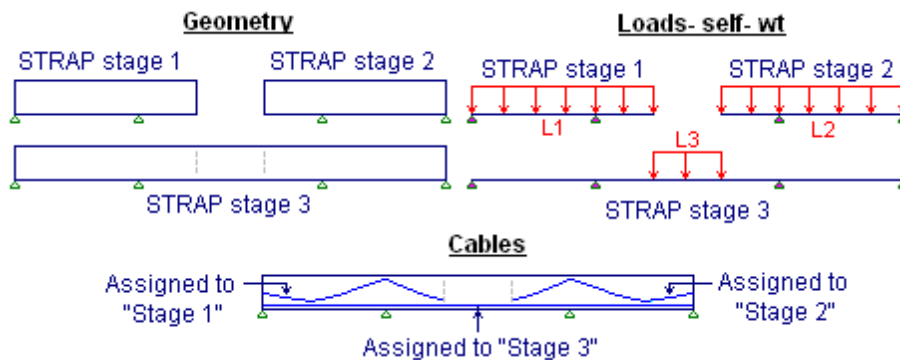 Geometry
STRAP stage 1
STRAP stage 2
STRAP stage 3
Loads- self- wt
STRAP stage 1
STRAP stage 2
L1
L2
L3
STRAP stage 3
Cables
Assigned to
"Stage 1"
Assigned to
"Stage 2"
Assigned to "Stage 3"